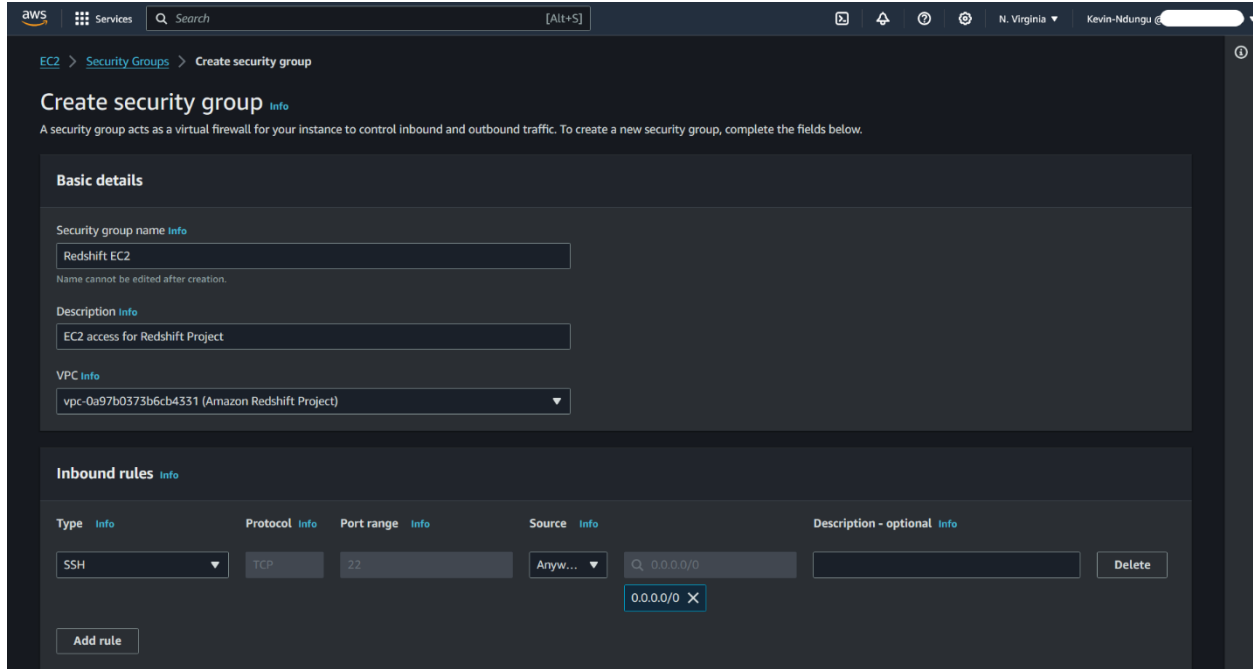 aws Services Search [Alt+S] N. Virginia Kevin-Ndungu @
EC2 > Security Groups > Create security group
Create security group Info
A security group acts as a virtual firewall for your instance to control inbound and outbound traffic. To create a new security group, complete the fields below.
Basic details
Security group name Info
Redshift EC2
Name cannot be edited after creation.
Description Info
EC2 access for Redshift Project
VPC Info
vpc-0a97b0373b6cb4331 (Amazon Redshift Project)
Inbound rules Info
Type Info Protocol Info Port range Info Source Info Description - optional Info
SSH TCP 22 Anyw... 0.0.0.0/0 Delete
0.0.0.0/0
Add rule